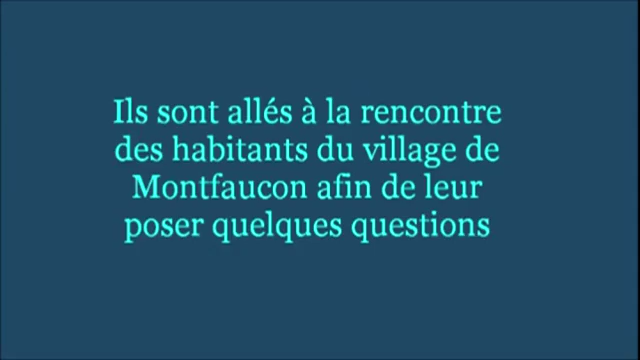 Ils sont allés à la rencontre
des habitants du village de
Montfaucon afin de leur
poser quelques questions